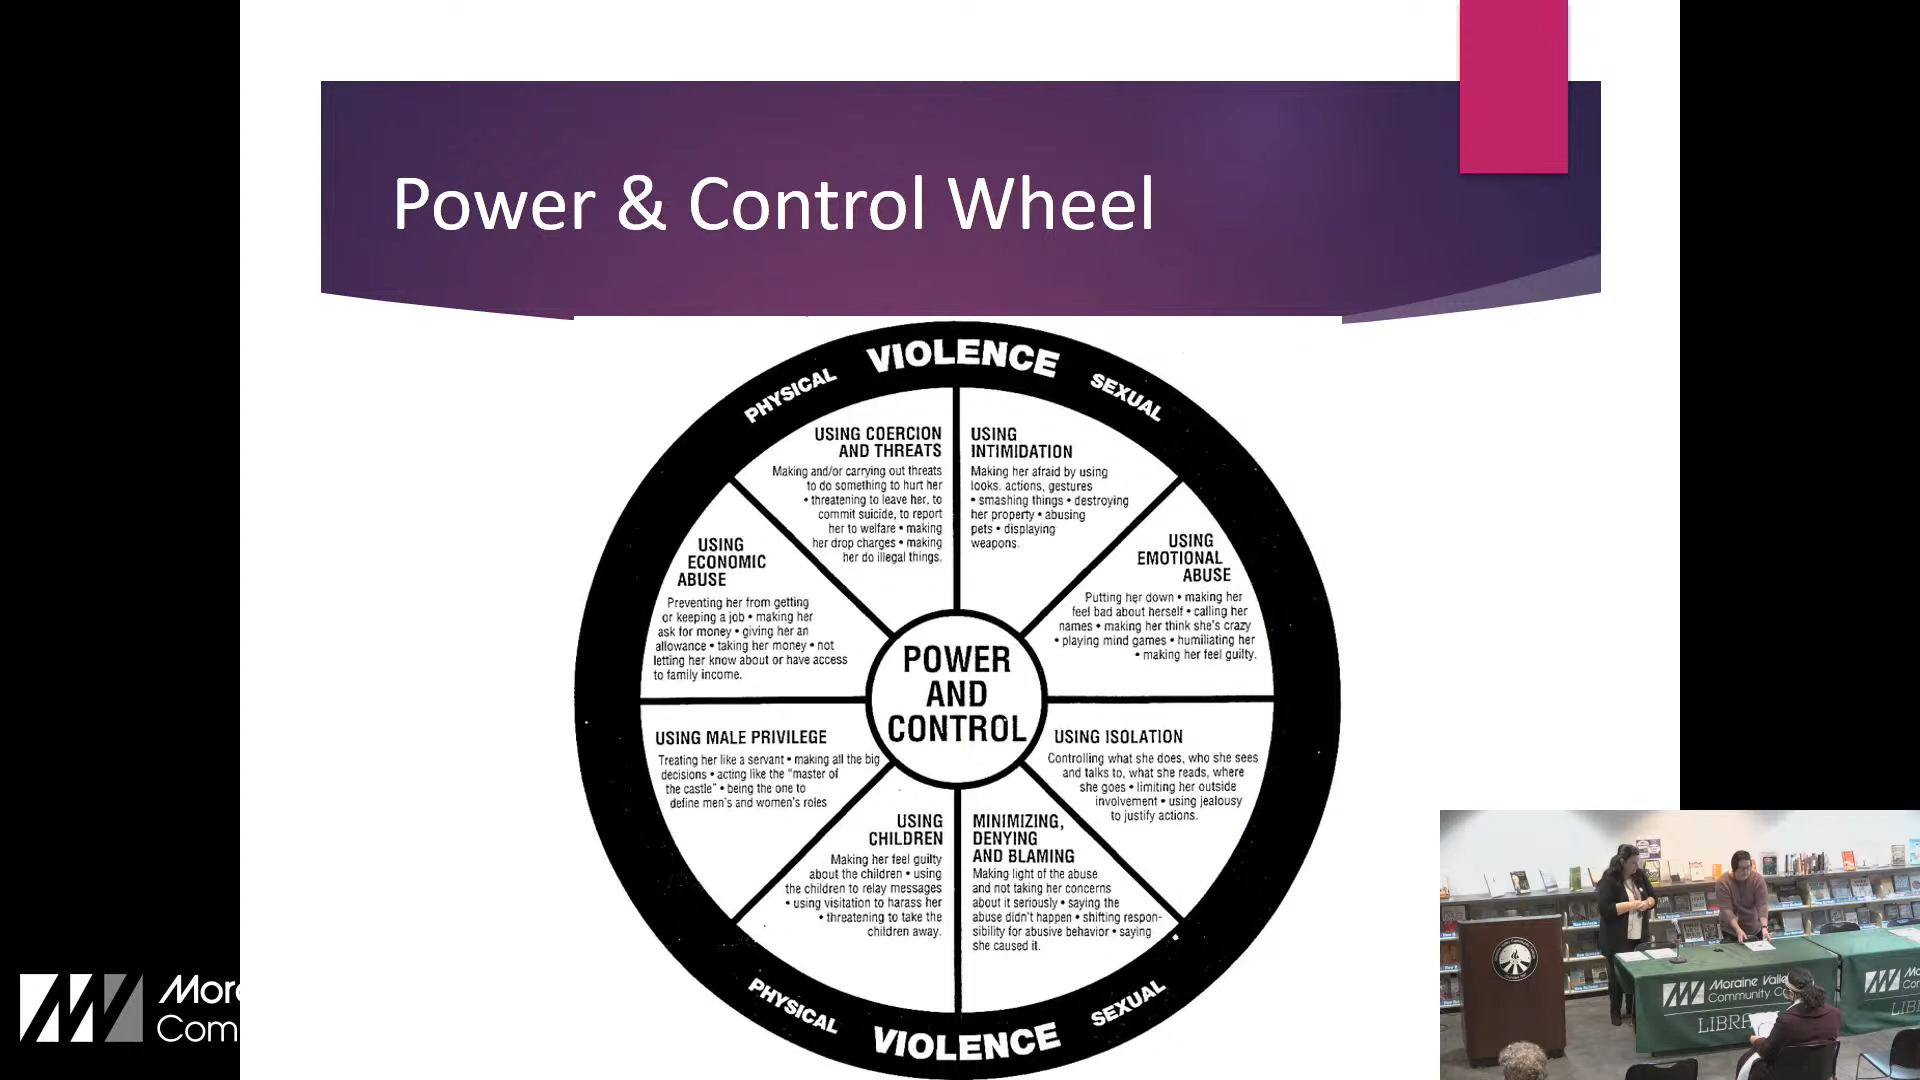 Power & Control Wheel
PHYSICAL
VIOLENCE
SEXUAL
USING COERCION
AND THREATS
Making and/or carrying out threats
to do something to hurt her
• threatening to leave her, to
commit suicide, to report
her to welfare • making
her drop charges • making
her do illegal things.
USING
INTIMIDATION
Making her afraid by using
looks, actions, gestures
• smashing things • destroying
her property • abusing
pets • displaying
weapons.
USING
ECONOMIC
ABUSE
Preventing her from getting
or keeping a job • making her
ask for money • giving her an
allowance • taking her money • not
letting her know about or have access
to family income.
USING
EMOTIONAL
ABUSE
Putting her down • making her
feel bad about herself • calling her
names • making her think she's crazy
• playing mind games • humiliating her
• making her feel guilty.
POWER
AND
CONTROL
USING MALE PRIVILEGE
Treating her like a servant • making all the big
decisions • acting like the "master of
the castle" • being the one to
define men's and women's roles
USING ISOLATION
Controlling what she does, who she sees
and talks to, what she reads, where
she goes • limiting her outside
involvement • using jealousy
to justify actions.
USING
CHILDREN
Making her feel guilty
about the children • using
the children to relay messages
• using visitation to harass her
• threatening to take the
children away.
MINIMIZING,
DENYING
AND BLAMING
Making light of the abuse
and not taking her concerns
about it seriously • saying the
abuse didn't happen • shifting respon-
sibility for abusive behavior • saying
she caused it.
PHYSICAL
VIOLENCE
SEXUAL
Mor
Com
Moraine Valle
Community Co
LIBRA